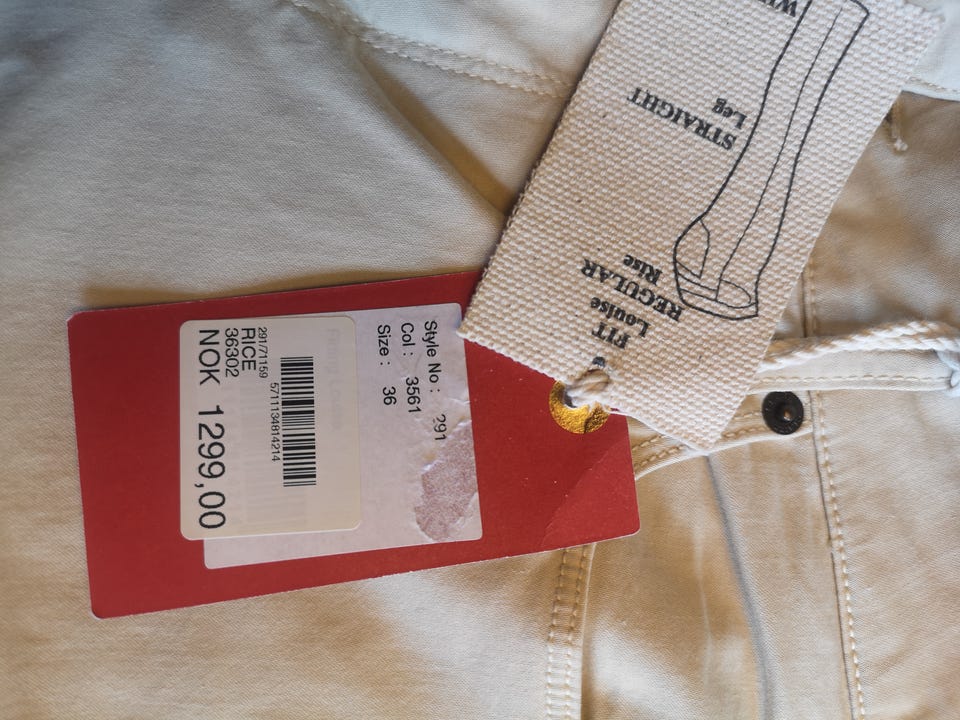 FIT
Louise
REGULAR
Rise
STRAIGHT
Leg
Style No : 291
Col : 3561
Size : 36
5711134814214
291/71159
RICE
36302
NOK 1299,00